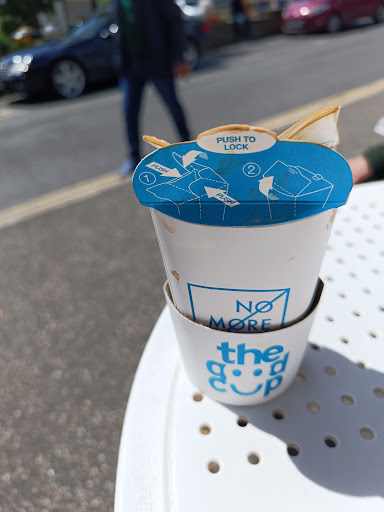 PUSH TO
LOCK
1
PUSH
PUSH
2
NO
MORE
the
good
cup